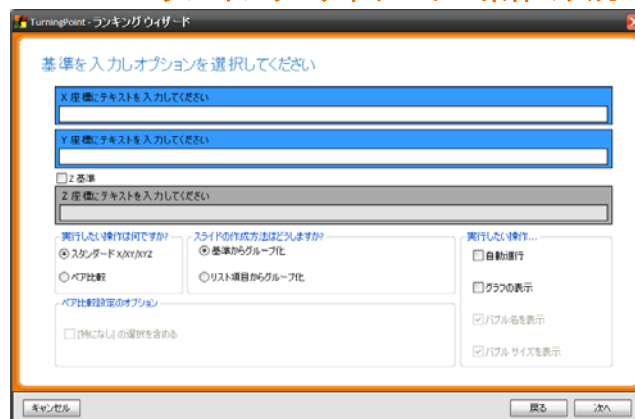 TurningPoint - ランキング ウィザード
基準を入力しオプションを選択してください
X 座標にテキストを入力してください
Y 座標にテキストを入力してください
Z 基準
Z 座標にテキストを入力してください
実行したい操作は何ですか?
スタンダード X/XY/XYZ
ペア比較
スライドの作成方法はどうしますか?
基準からグループ化
リスト項目からグループ化
ペア比較設定のオプション
[特になし] の選択を含める
実行したい操作...
自動進行
グラフの表示
バブル名を表示
バブル サイズを表示
キャンセル
戻る
次へ